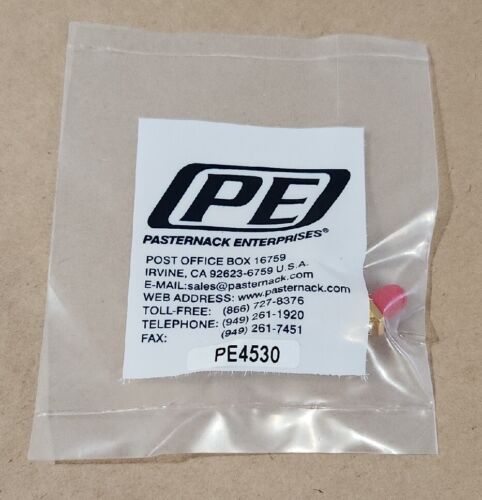 PE
PASTERNACK ENTERPRISES®
POST OFFICE BOX 16759
IRVINE, CA 92623-6759 U.S.A.
E-MAIL:sales@pasternack.com
WEB ADDRESS: www.pasternack.com
TOLL-FREE: (866) 727-8376
TELEPHONE: (949) 261-1920
FAX: (949) 261-7451
PE4530